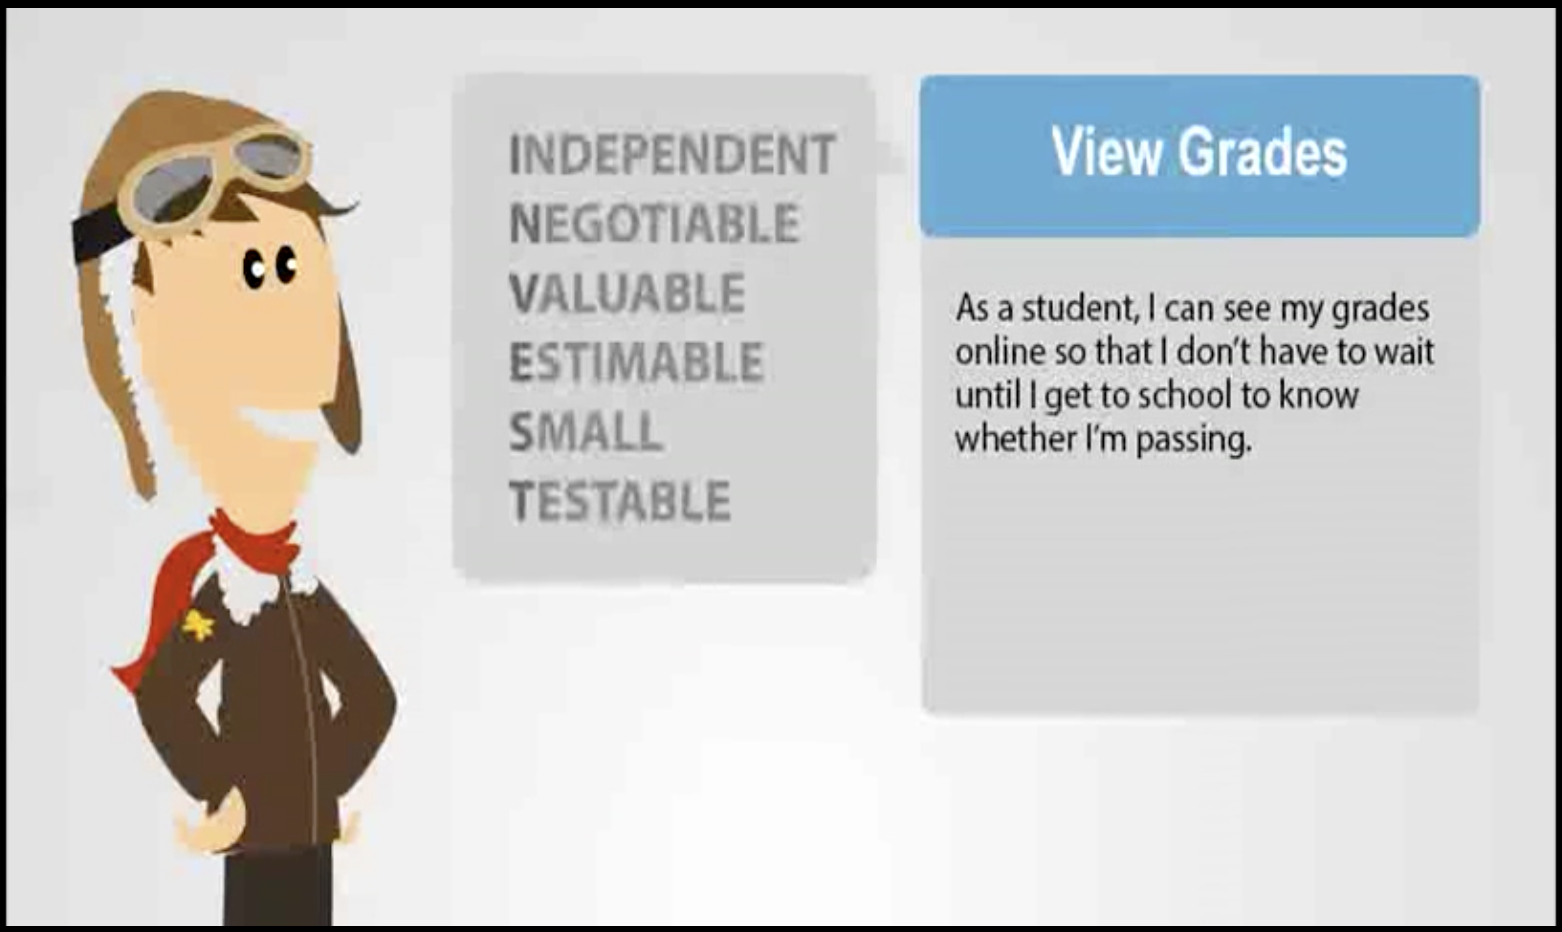 INDEPENDENT
NEGOTIABLE
VALUABLE
ESTIMABLE
SMALL
TESTABLE
View Grades
As a student, I can see my grades
online so that I don't have to wait
until I get to school to know
whether I'm passing.